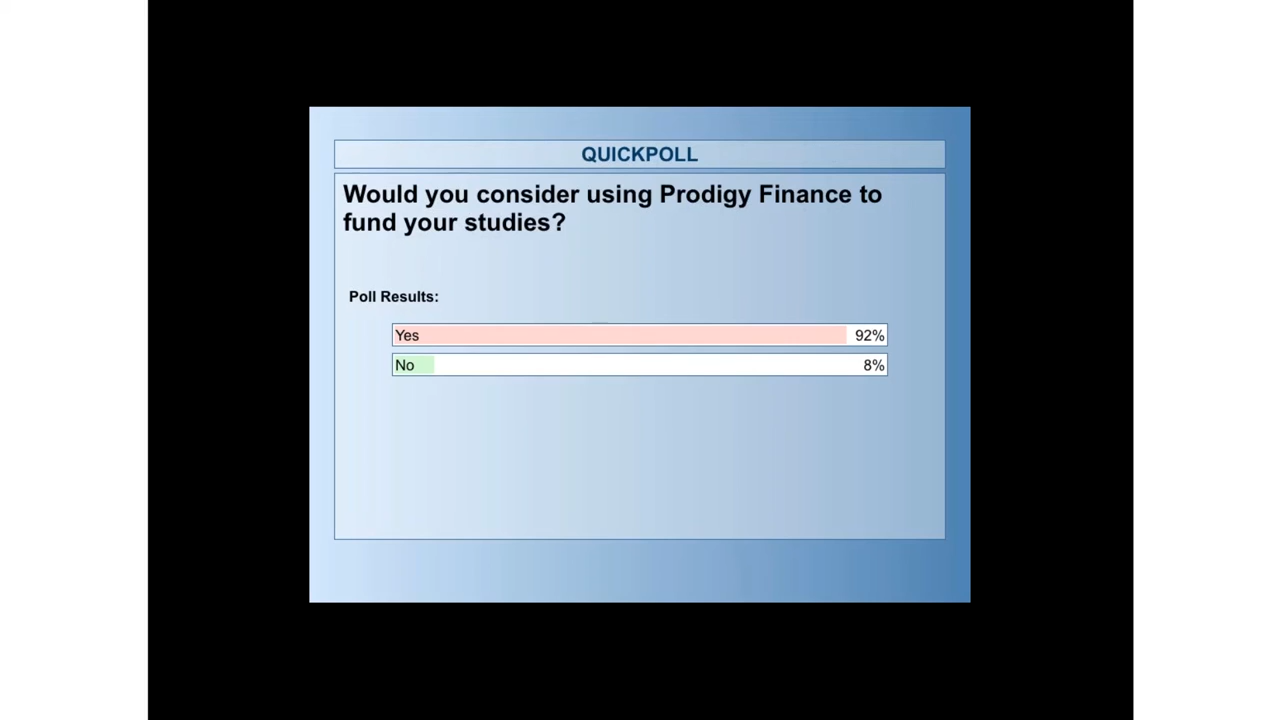 QUICKPOLL
Would you consider using Prodigy Finance to
fund your studies?
Poll Results:
Yes 92%
No 8%